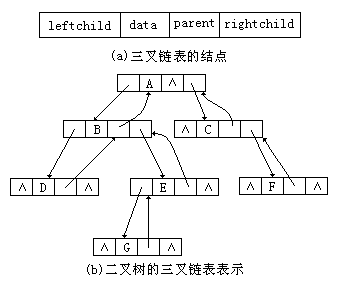 leftchild data parent rightchild
(a)三叉链表的结点
A ∧
B ∧ C
∧ D ∧ E ∧ ∧ F ∧
∧ G ∧
(b)二叉树的三叉链表表示